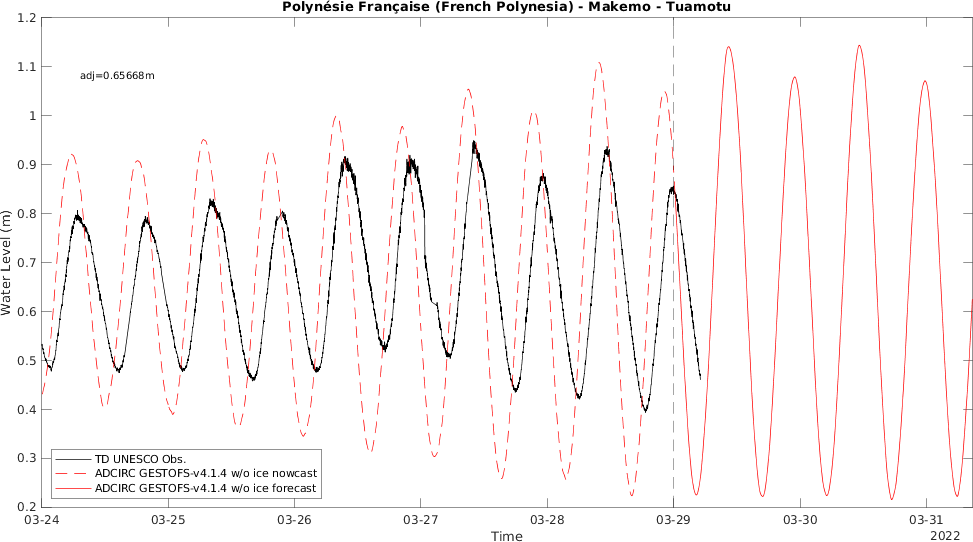 Polynésie Française (French Polynesia) - Makemo - Tuamotu
1.2
1.1
1
0.9
0.8
0.7
0.6
0.5
0.4
0.3
0.2
Water Level (m)
adj=0.65668m
TD UNESCO Obs.
ADCIRC GESTOFS-v4.1.4 w/o ice nowcast
ADCIRC GESTOFS-v4.1.4 w/o ice forecast
03-24 03-25 03-26 03-27 03-28 03-29 03-30 03-31
2022
Time